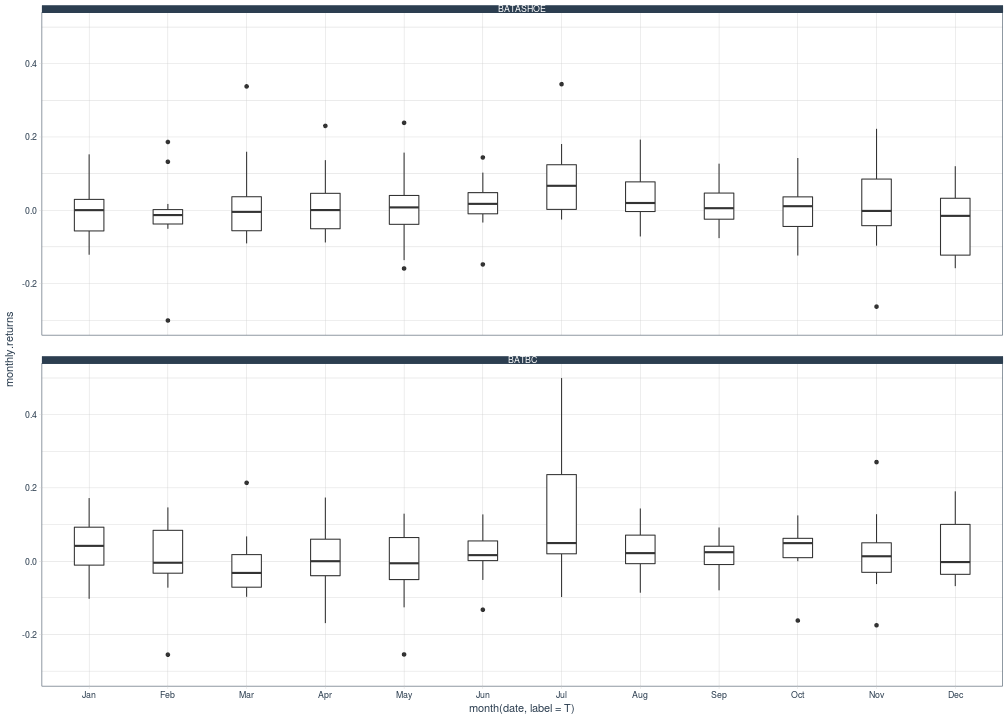 BATASHOE
0.4
0.2
0.0
-0.2
monthly.returns
BATBC
0.4
0.2
0.0
-0.2
Jan Feb Mar Apr May Jun Jul Aug Sep Oct Nov Dec
month(date, label = T)